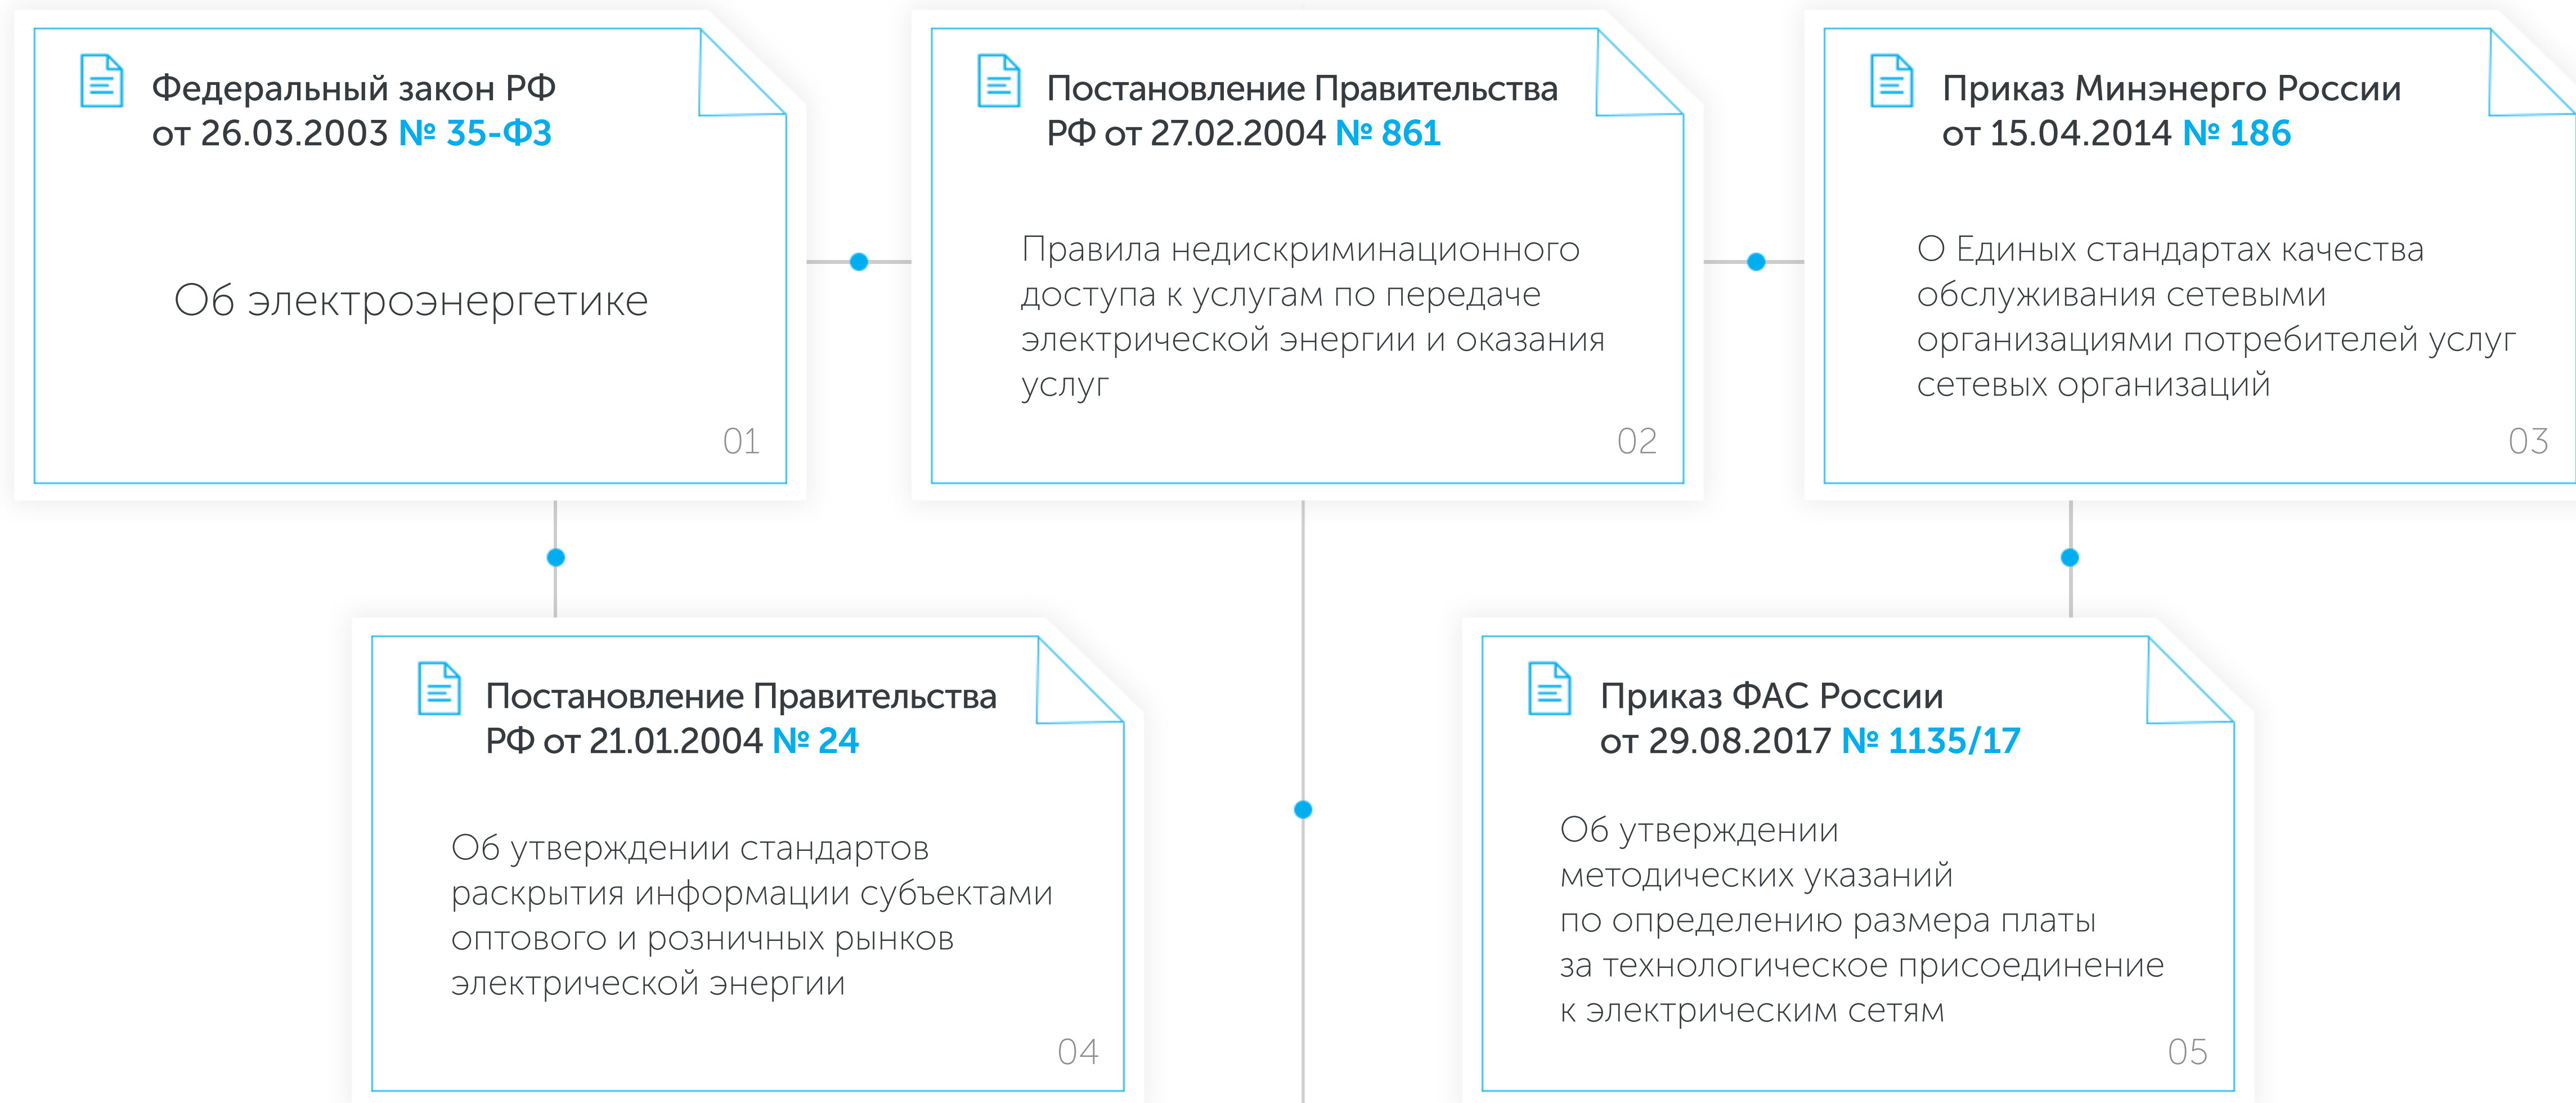 Федеральный закон РФ
от 26.03.2003 № 35-ФЗ
Об электроэнергетике
01
Постановление Правительства
РФ от 27.02.2004 № 861
Правила недискриминационного
доступа к услугам по передаче
электрической энергии и оказания
услуг
02
Приказ Минэнерго России
от 15.04.2014 № 186
О Единых стандартах качества
обслуживания сетевыми
организациями потребителей услуг
сетевых организаций
03
Постановление Правительства
РФ от 21.01.2004 № 24
Об утверждении стандартов
раскрытия информации субъектами
оптового и розничных рынков
электрической энергии
04
Приказ ФАС России
от 29.08.2017 № 1135/17
Об утверждении
методических указаний
по определению размера платы
за технологическое присоединение
к электрическим сетям
05